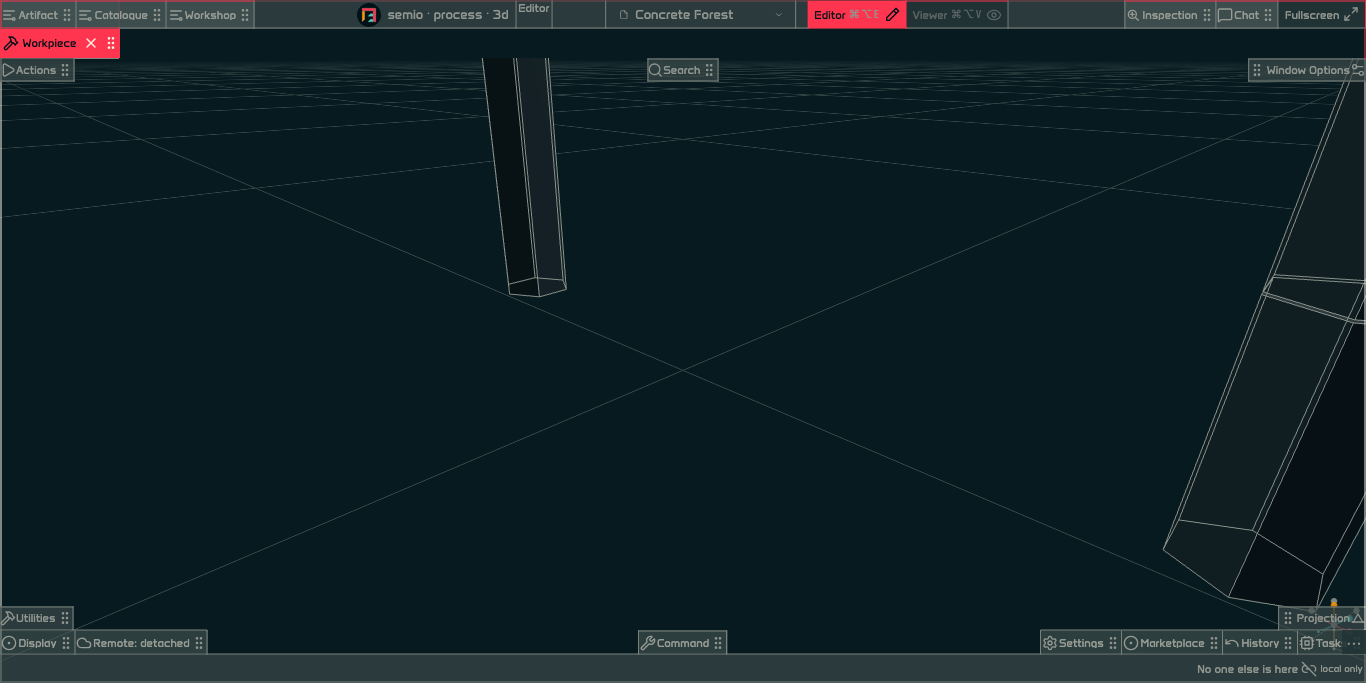 Artifact
Catalogue
Workshop
semio · process · 3d
Editor
Concrete Forest
Editor ⌘⌥E
Viewer ⌘⌥V
Inspection
Chat
Fullscreen
Workpiece
Actions
Search
Window Options
Utilities
Projection
Display
Remote: detached
Command
Settings
Marketplace
History
Task
No one else is here
local only